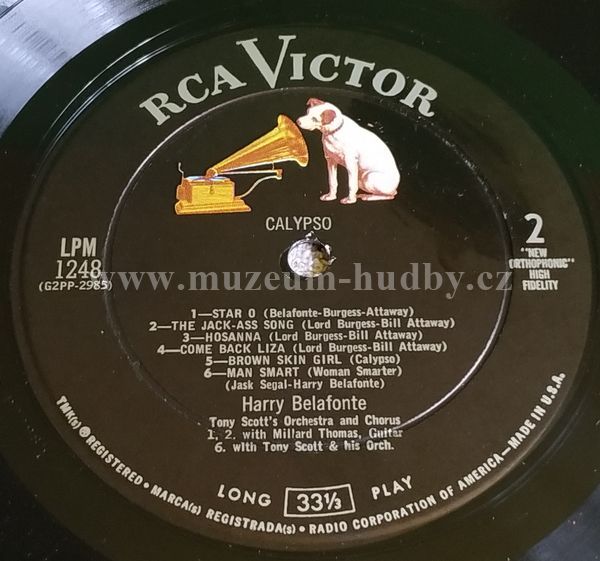 RCA VICTOR
CALYPSO
LPM
1248
(G2PP-2985)
2
"NEW
ORTHOPHONIC"
HIGH
FIDELITY
www.muzeum-hudby.cz
1—STAR O (Belafonte-Burgess-Attaway)
2—THE JACK-ASS SONG (Lord Burgess-Bill Attaway)
3—HOSANNA (Lord Burgess-Bill Attaway)
4—COME BACK LIZA (Lord Burgess-Bill Attaway)
5—BROWN SKIN GIRL (Calypso)
6—MAN SMART (Woman Smarter)
(Jask Segal-Harry Belafonte)
Harry Belafonte
Tony Scott's Orchestra and Chorus
1, 2. with Millard Thomas, Guitar
6. with Tony Scott & his Orch.
LONG 33⅓ PLAY
TMK(s) ® REGISTERED • MARCA(s) REGISTRADA(s) • RADIO CORPORATION OF AMERICA—MADE IN U.S.A.